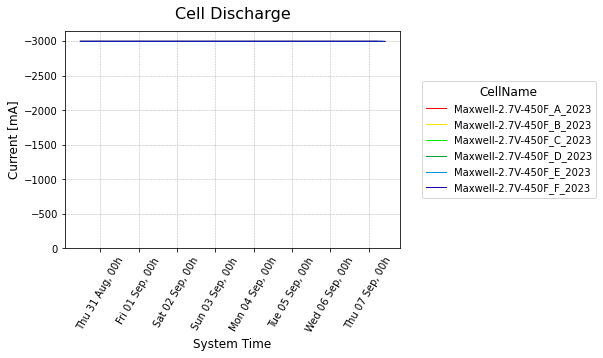 Cell Discharge
Current [mA]
−3000
−2500
−2000
−1500
−1000
−500
0
Thu 31 Aug, 00h
Fri 01 Sep, 00h
Sat 02 Sep, 00h
Sun 03 Sep, 00h
Mon 04 Sep, 00h
Tue 05 Sep, 00h
Wed 06 Sep, 00h
Thu 07 Sep, 00h
System Time
CellName
Maxwell-2.7V-450F_A_2023
Maxwell-2.7V-450F_B_2023
Maxwell-2.7V-450F_C_2023
Maxwell-2.7V-450F_D_2023
Maxwell-2.7V-450F_E_2023
Maxwell-2.7V-450F_F_2023